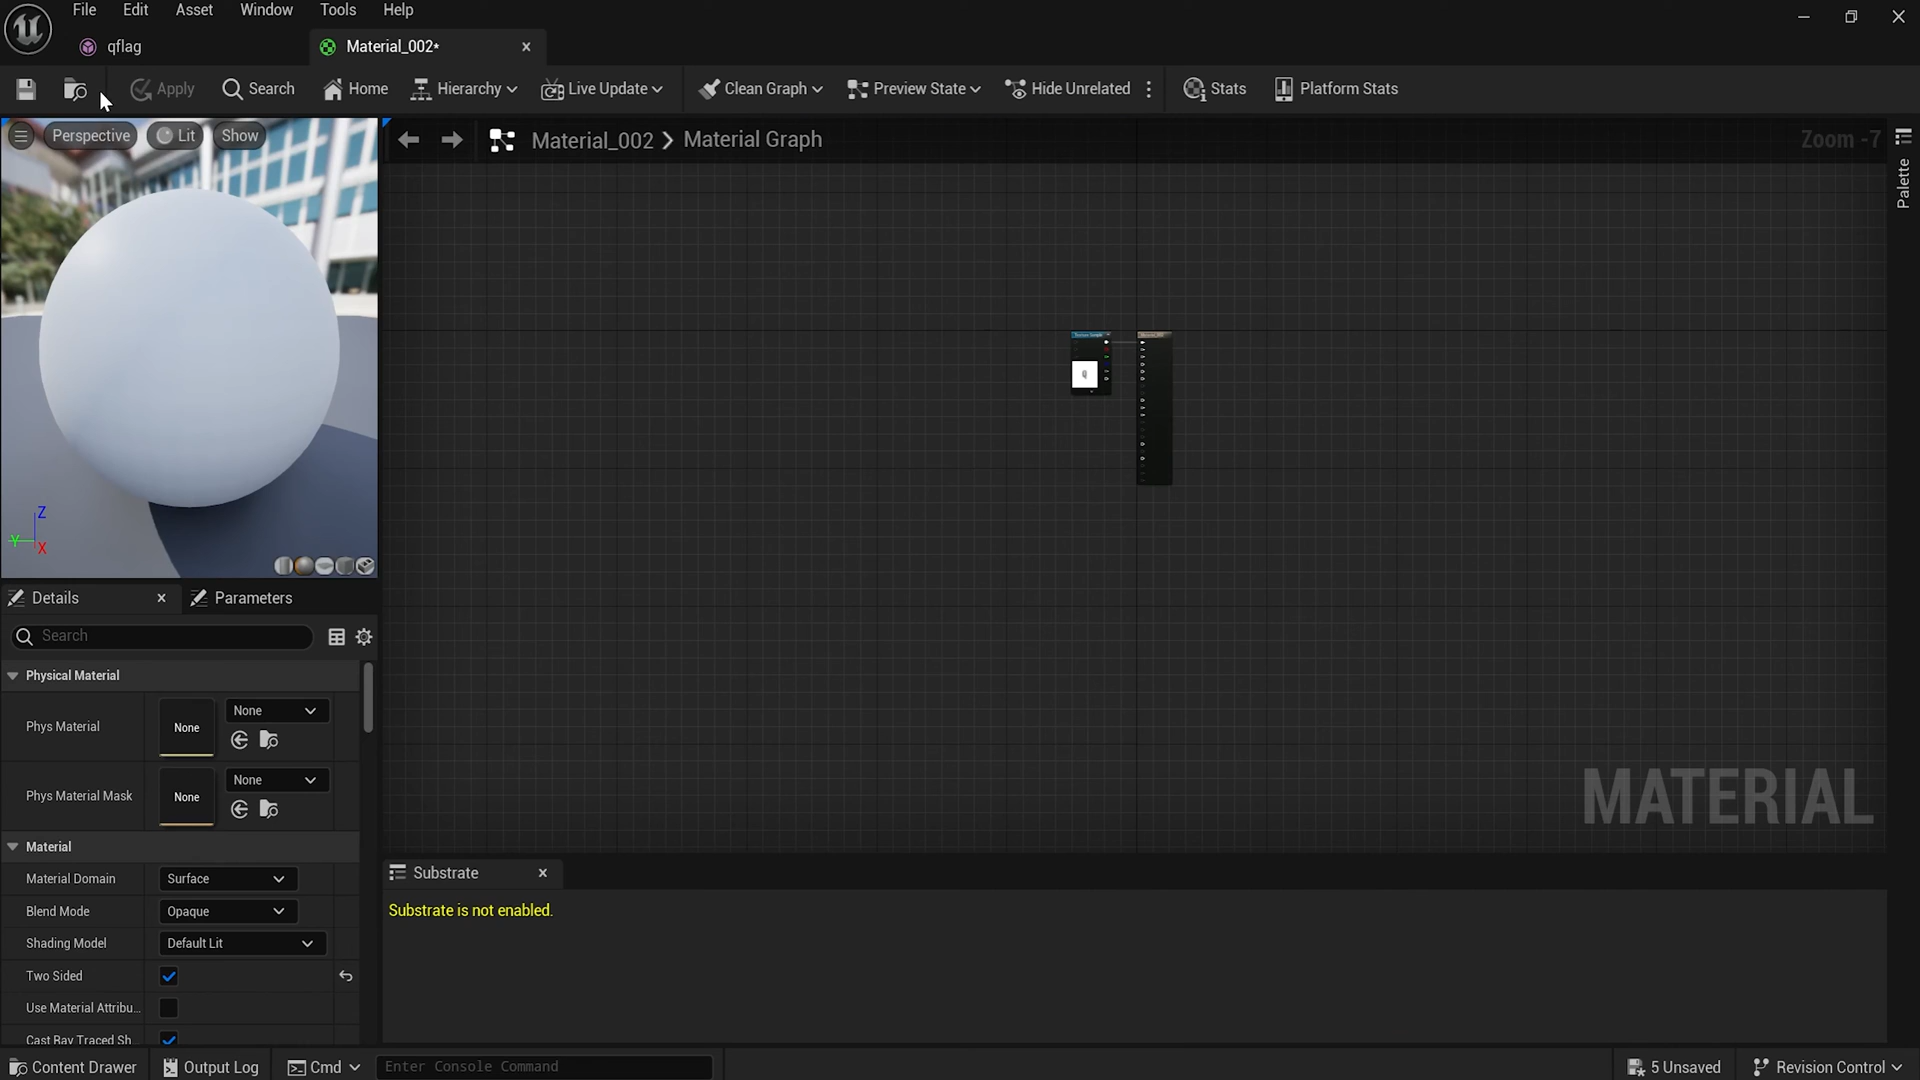 File Edit Asset Window Tools Help
qflag
Material_002*
Apply Search Home Hierarchy Live Update Clean Graph Preview State Hide Unrelated Stats Platform Stats
Perspective Lit Show
Material_002 Material Graph
Zoom -7
Palette
Z
Y
X
MATERIAL
Details Parameters
Search
Physical Material
Phys Material None None
Phys Material Mask None None
Material
Material Domain Surface
Blend Mode Opaque
Shading Model Default Lit
Two Sided
Use Material Attribu...
Cast Ray Traced Sh
Substrate
Substrate is not enabled.
Content Drawer Output Log Cmd Enter Console Command 5 Unsaved Revision Control